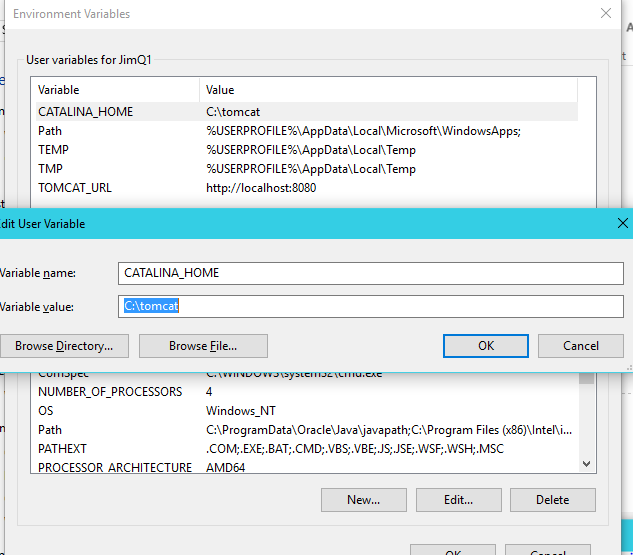 Environment Variables
User variables for JimQ1
Variable Value
CATALINA_HOME C:\tomcat
Path %USERPROFILE%\AppData\Local\Microsoft\WindowsApps;
TEMP %USERPROFILE%\AppData\Local\Temp
TMP %USERPROFILE%\AppData\Local\Temp
TOMCAT_URL http://localhost:8080
dit User Variable
Variable name: CATALINA_HOME
Variable value: C:\tomcat
Browse Directory... Browse File... OK Cancel
ComSpec C:\WINDOWS\system32\cmd.exe
NUMBER_OF_PROCESSORS 4
OS Windows_NT
Path C:\ProgramData\Oracle\Java\javapath;C:\Program Files (x86)\Intel\i...
PATHEXT .COM;.EXE;.BAT;.CMD;.VBS;.VBE;.JS;.JSE;.WSF;.WSH;.MSC
PROCESSOR_ARCHITECTURE AMD64
New... Edit... Delete
OK Cancel